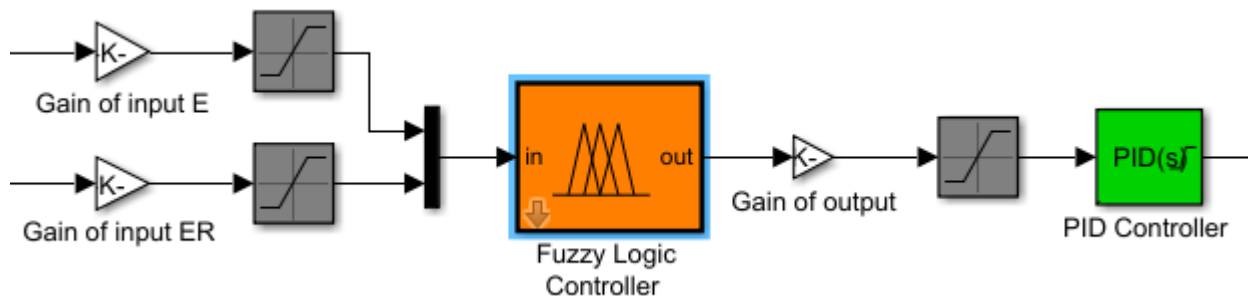 K-
Gain of input E
K-
Gain of input ER
in
out
Fuzzy Logic
Controller
K-
Gain of output
PID(s)
PID Controller